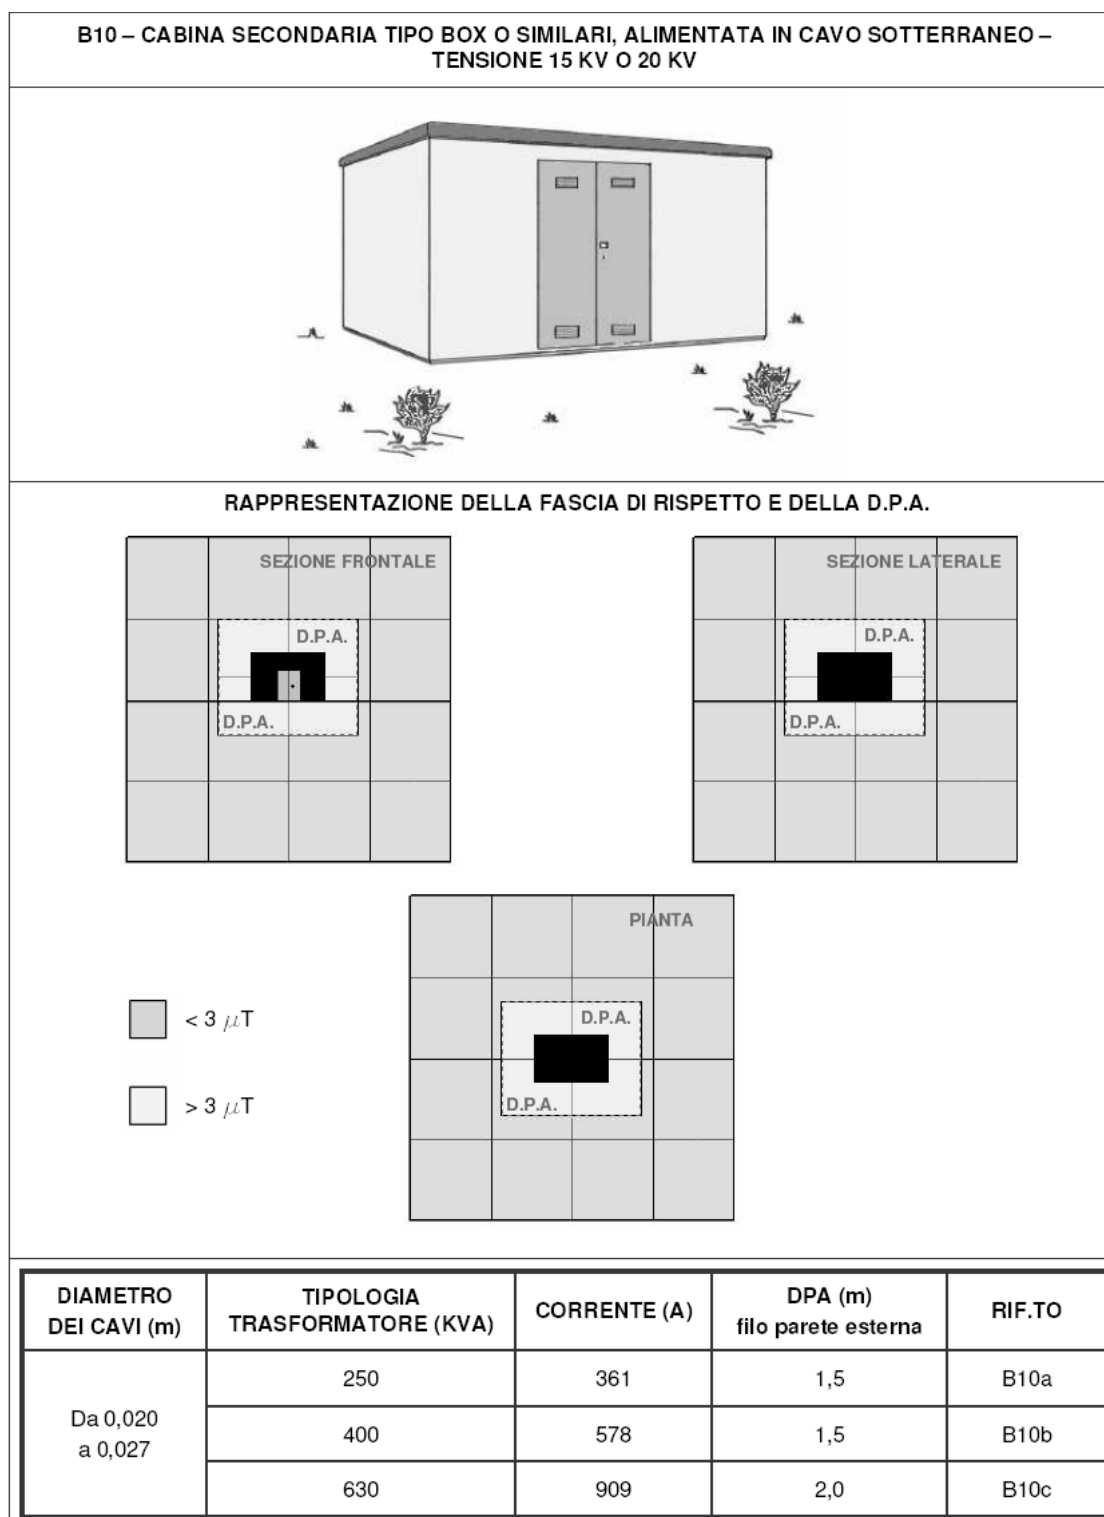 B10 – CABINA SECONDARIA TIPO BOX O SIMILARI, ALIMENTATA IN CAVO SOTTERRANEO –
TENSIONE 15 KV O 20 KV
RAPPRESENTAZIONE DELLA FASCIA DI RISPETTO E DELLA D.P.A.
SEZIONE FRONTALE
D.P.A.
D.P.A.
SEZIONE LATERALE
D.P.A.
D.P.A.
PIANTA
D.P.A.
D.P.A.
< 3 μT
> 3 μT
DIAMETRO
DEI CAVI (m)
TIPOLOGIA
TRASFORMATORE (KVA)
CORRENTE (A)
DPA (m)
filo parete esterna
RIF.TO
Da 0,020
a 0,027
250
361
1,5
B10a
400
578
1,5
B10b
630
909
2,0
B10c